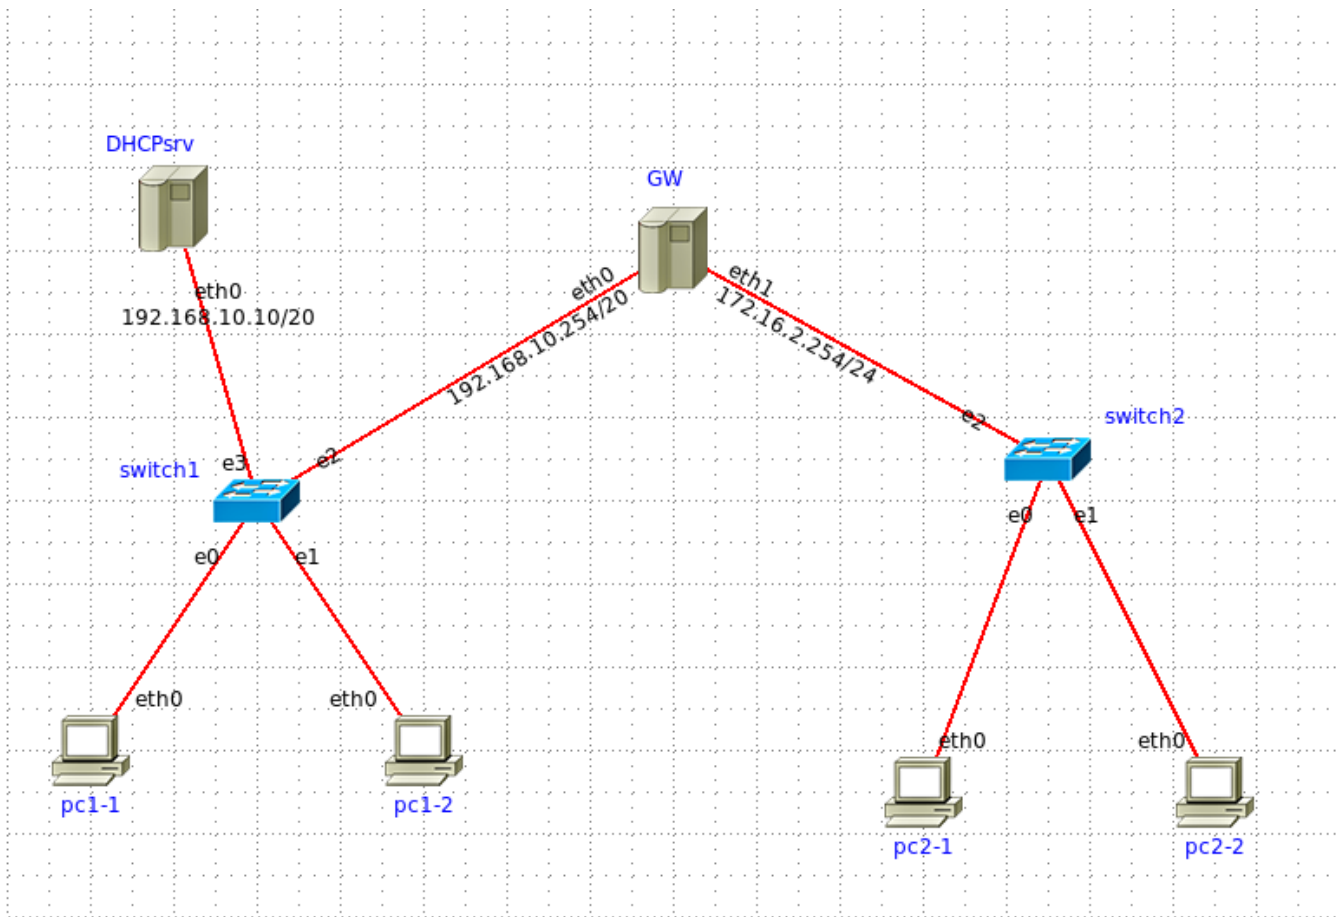 DHCPsrv
GW
eth0
192.168.10.10/20
eth0
192.168.10.254/20
eth1
172.16.2.254/24
switch1
e3
e2
e0
e1
switch2
e2
e0
e1
eth0
eth0
eth0
eth0
pc1-1
pc1-2
pc2-1
pc2-2